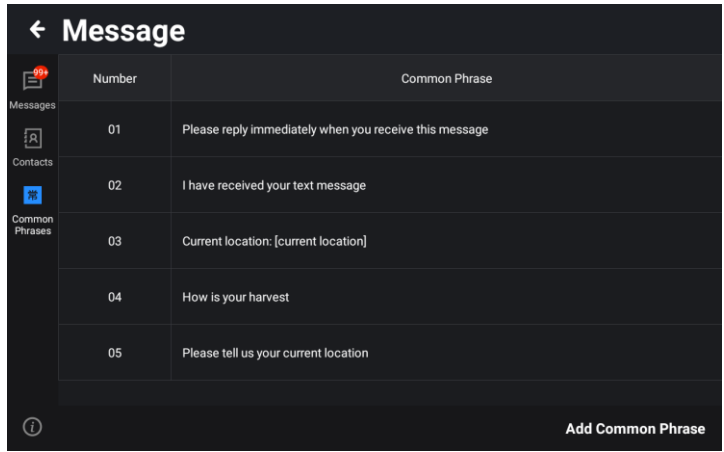 Message
99+
Messages
Contacts
常
Common
Phrases
Number Common Phrase
01 Please reply immediately when you receive this message
02 I have received your text message
03 Current location: [current location]
04 How is your harvest
05 Please tell us your current location
Add Common Phrase